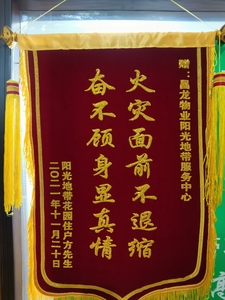 赠：昌龙物业阳光地带服务中心
火灾面前不退缩
奋不顾身显真情
阳光地带花园住户方先生
二〇二一年十一月二十日